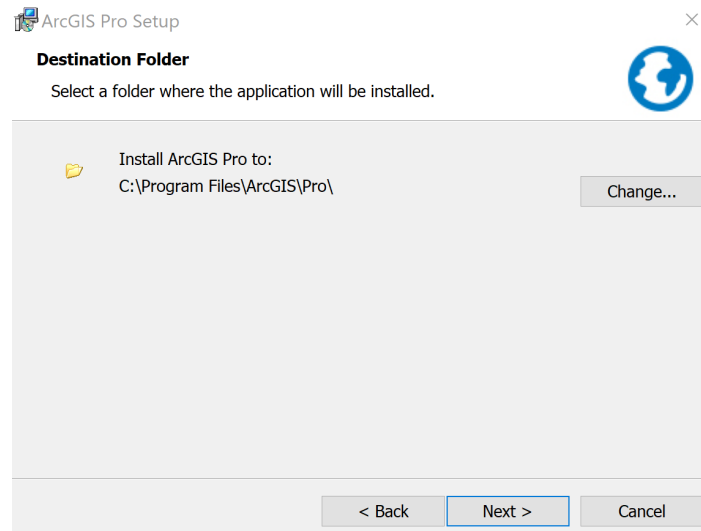 ArcGIS Pro Setup
Destination Folder
Select a folder where the application will be installed.
Install ArcGIS Pro to:
C:\Program Files\ArcGIS\Pro\
Change...
< Back
Next >
Cancel